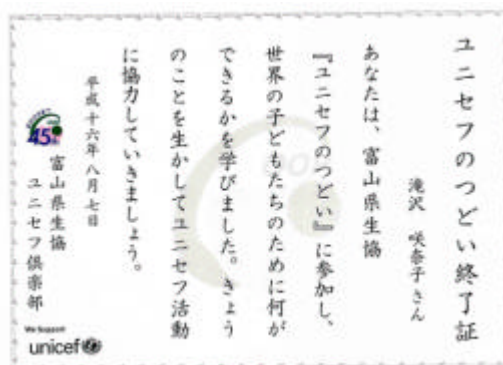 ユニセフのつどい終了証
滝沢　咲奈子さん
あなたは、富山県生協
『ユニセフのつどい』に参加し、
世界の子どもたちのために何が
できるかを学びました。きょう
のことを生かしてユニセフ活動
に協力していきましょう。
平成十六年八月七日
45
富山県生協
ユニセフ倶楽部
We Support
unicef